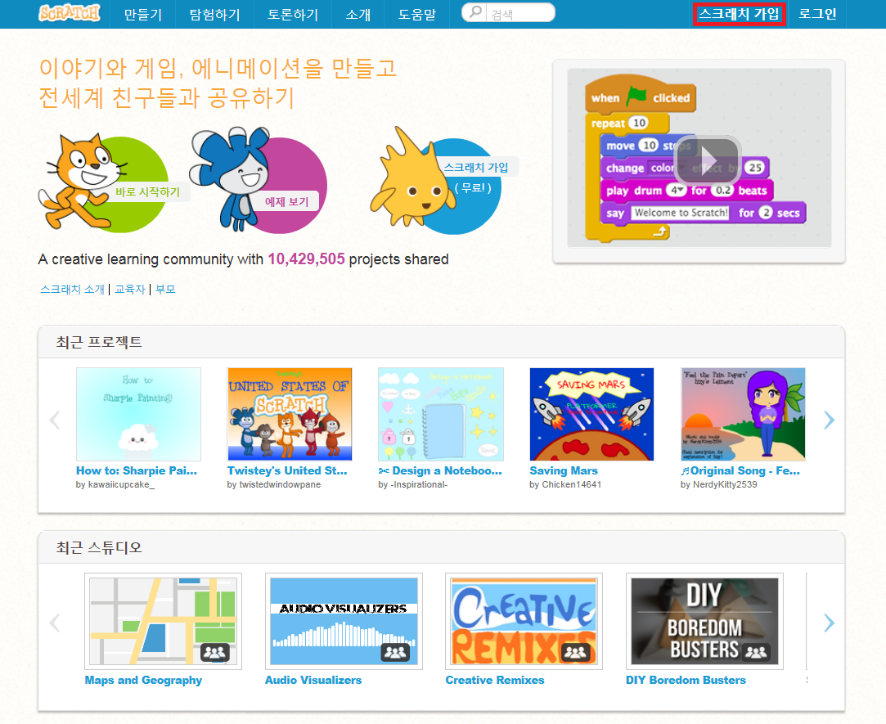 SCRATCH 만들기 탐험하기 토론하기 소개 도움말 검색 스크래치 가입 로그인
이야기와 게임, 에니메이션을 만들고
전세계 친구들과 공유하기
바로 시작하기
예제 보기
스크래치 가입
( 무료! )
when clicked
repeat 10
move 10 steps
change color effect by 25
play drum 4 for 0.2 beats
say Welcome to Scratch! for 2 secs
A creative learning community with 10,429,505 projects shared
스크래치 소개 | 교육자 | 부모
최근 프로젝트
How to:
Sharpie Painting!
UNITED STATES OF
SCRATCH
SAVING MARS
"Feel the Pain Depart"
How to: Sharpie Pai...
by kawaiicupcake_
Twistey's United St...
by twistedwindowpane
✂ Design a Noteboo...
by -Inspirational-
Saving Mars
by Chicken14641
♬Original Song - Fe...
by NerdyKitty2539
최근 스튜디오
AUDIO VISUALIZERS
CREATIVE
REMIXES
DIY
BOREDOM
BUSTERS
Maps and Geography
Audio Visualizers
Creative Remixes
DIY Boredom Busters